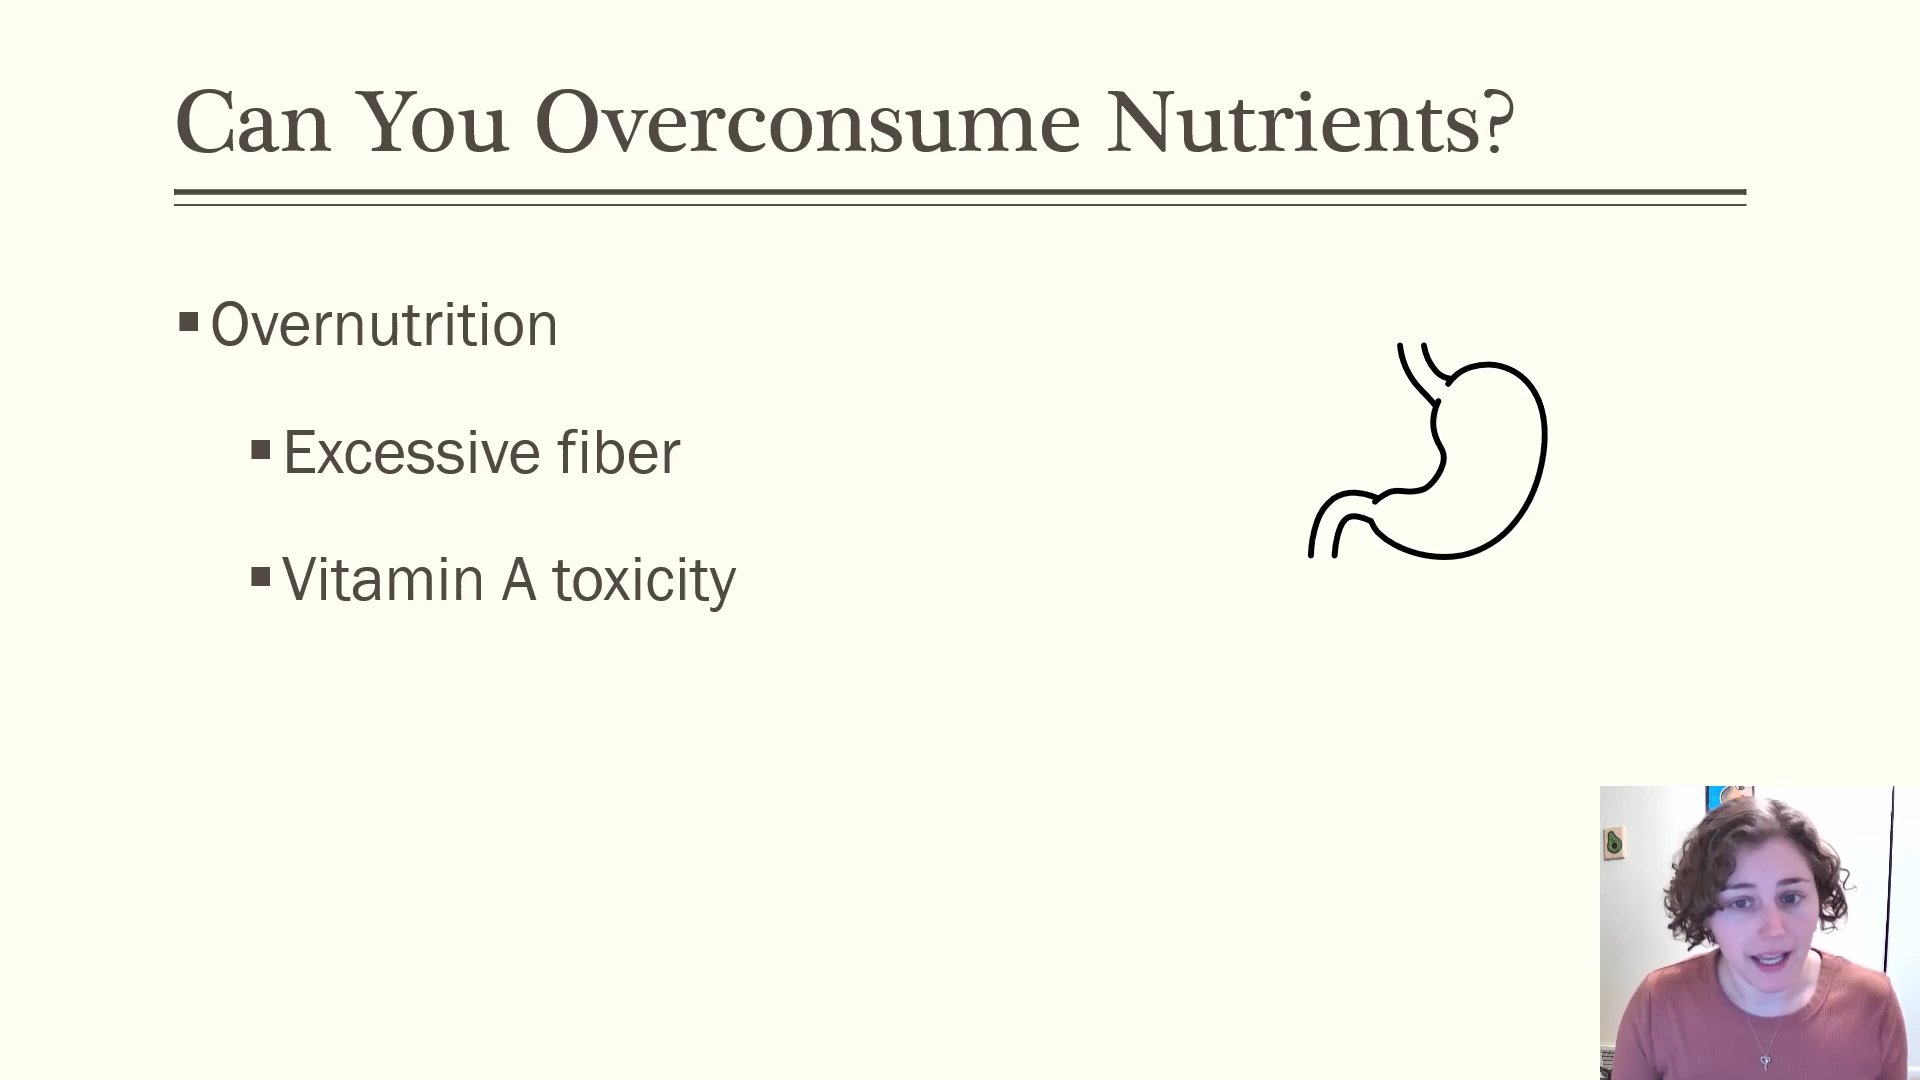 Can You Overconsume Nutrients?
Overnutrition
Excessive fiber
Vitamin A toxicity